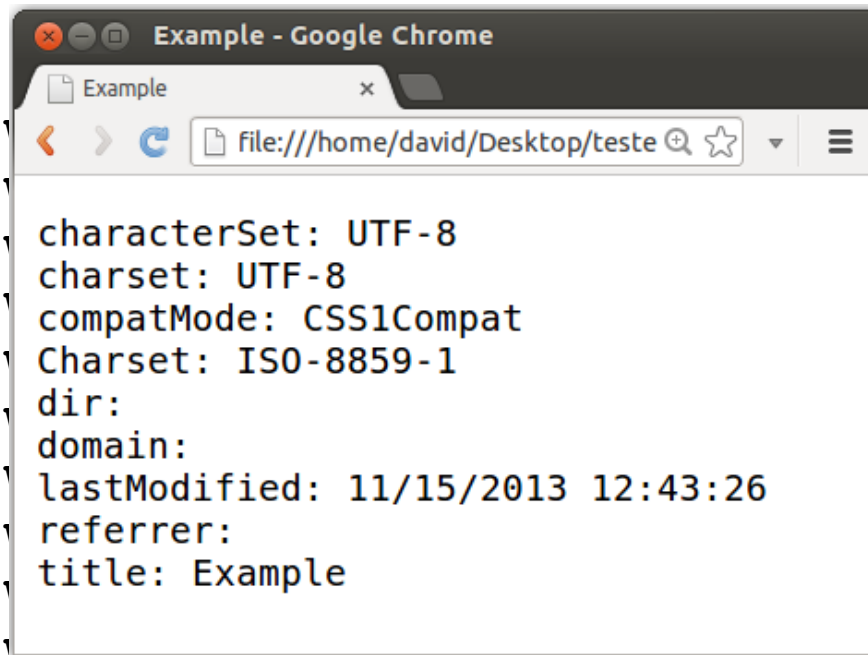 Example - Google Chrome
Example
file:///home/david/Desktop/teste
characterSet: UTF-8
charset: UTF-8
compatMode: CSS1Compat
Charset: ISO-8859-1
dir:
domain:
lastModified: 11/15/2013 12:43:26
referrer:
title: Example